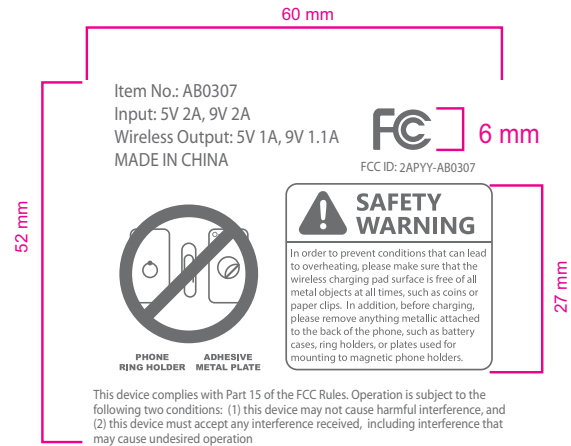 60 mm
Item No.: AB0307
Input: 5V 2A, 9V 2A
Wireless Output: 5V 1A, 9V 1.1A
MADE IN CHINA
FC
6 mm
FCC ID: 2APYY-AB0307
52 mm
SAFETY
WARNING
In order to prevent conditions that can lead
to overheating, please make sure that the
wireless charging pad surface is free of all
metal objects at all times, such as coins or
paper clips. In addition, before charging,
please remove anything metallic attached
to the back of the phone, such as battery
cases, ring holders, or plates used for
mounting to magnetic phone holders.
27 mm
PHONE
RING HOLDER
ADHESIVE
METAL PLATE
This device complies with Part 15 of the FCC Rules. Operation is subject to the
following two conditions: (1) this device may not cause harmful interference, and
(2) this device must accept any interference received, including interference that
may cause undesired operation